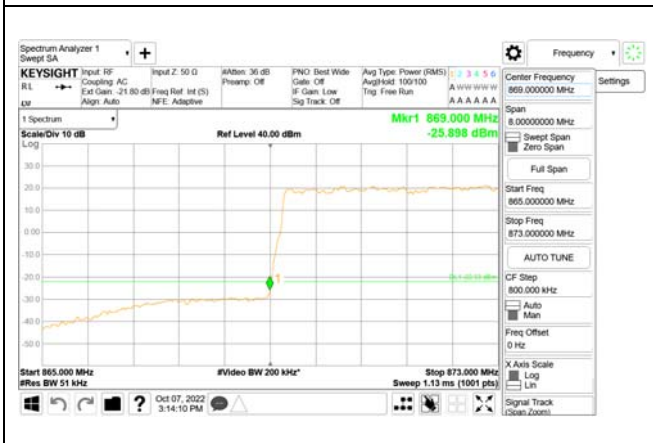 Spectrum Analyzer 1
Swept SA
+
Frequency
KEYSIGHT
Input: RF
Coupling: AC
Ext Gain: -21.80 dB
Align: Auto
Input Z: 50 Ω
Freq Ref: Int (S)
NFE: Adaptive
#Atten: 36 dB
Preamp: Off
PNO: Best Wide
Gate: Off
IF Gain: Low
Sig Track: Off
Avg Type: Power (RMS)
Avg|Hold: 100/100
Trig: Free Run
1 2 3 4 5 6
A W W W W W
A A A A A A
RL
1 Spectrum
Scale/Div 10 dB
Log
Ref Level 40.00 dBm
Mkr1 869.000 MHz
-25.898 dBm
30.0
20.0
10.0
0.00
-10.0
-20.0
-30.0
-40.0
-50.0
1
Start 865.000 MHz
#Res BW 51 kHz
#Video BW 200 kHz*
Stop 873.000 MHz
Sweep 1.13 ms (1001 pts)
Oct 07, 2022
3:14:10 PM
?
Center Frequency
869.000000 MHz
Settings
Span
8.00000000 MHz
Swept Span
Zero Span
Full Span
Start Freq
865.000000 MHz
Stop Freq
873.000000 MHz
AUTO TUNE
CF Step
800.000 kHz
Auto
Man
Freq Offset
0 Hz
X Axis Scale
Log
Lin
Signal Track
(Span Zoom)